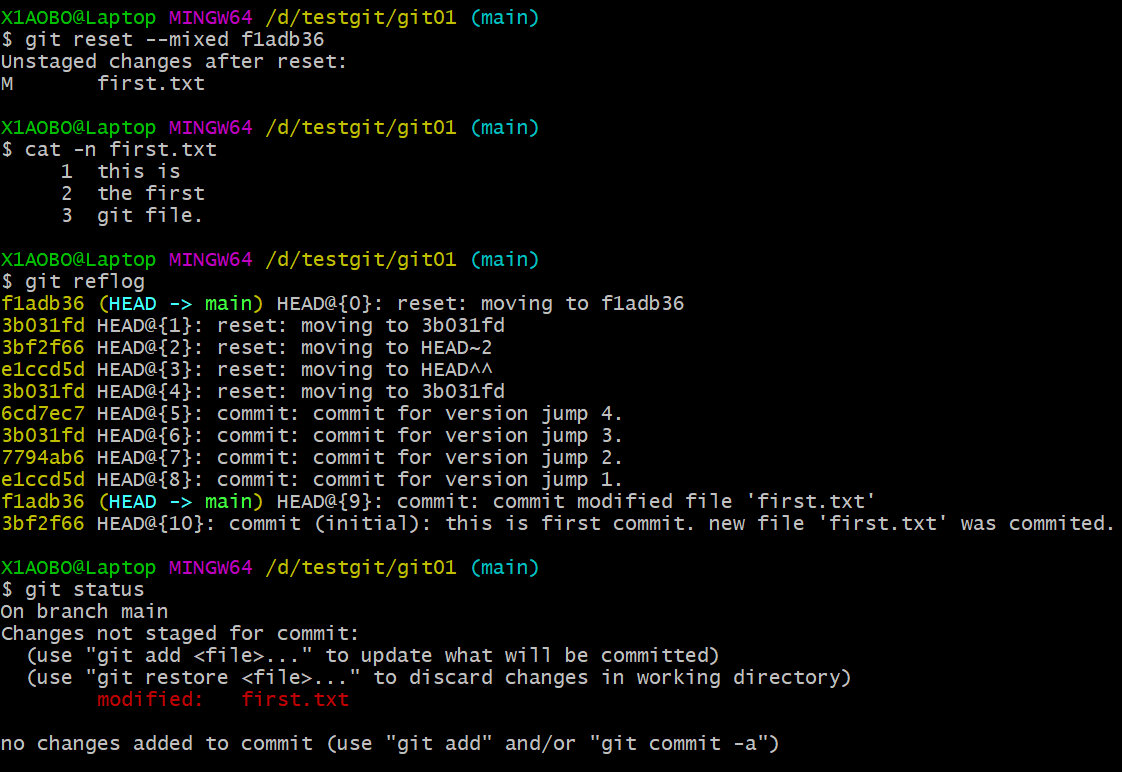 X1AOBO@Laptop MINGW64 /d/testgit/git01 (main)
$ git reset --mixed f1adb36
Unstaged changes after reset:
M       first.txt

X1AOBO@Laptop MINGW64 /d/testgit/git01 (main)
$ cat -n first.txt
     1  this is
     2  the first
     3  git file.

X1AOBO@Laptop MINGW64 /d/testgit/git01 (main)
$ git reflog
f1adb36 (HEAD -> main) HEAD@{0}: reset: moving to f1adb36
3b031fd HEAD@{1}: reset: moving to 3b031fd
3bf2f66 HEAD@{2}: reset: moving to HEAD~2
e1ccd5d HEAD@{3}: reset: moving to HEAD^^
3b031fd HEAD@{4}: reset: moving to 3b031fd
6cd7ec7 HEAD@{5}: commit: commit for version jump 4.
3b031fd HEAD@{6}: commit: commit for version jump 3.
7794ab6 HEAD@{7}: commit: commit for version jump 2.
e1ccd5d HEAD@{8}: commit: commit for version jump 1.
f1adb36 (HEAD -> main) HEAD@{9}: commit: commit modified file 'first.txt'
3bf2f66 HEAD@{10}: commit (initial): this is first commit. new file 'first.txt' was commited.

X1AOBO@Laptop MINGW64 /d/testgit/git01 (main)
$ git status
On branch main
Changes not staged for commit:
  (use "git add <file>..." to update what will be committed)
  (use "git restore <file>..." to discard changes in working directory)
        modified:   first.txt

no changes added to commit (use "git add" and/or "git commit -a")